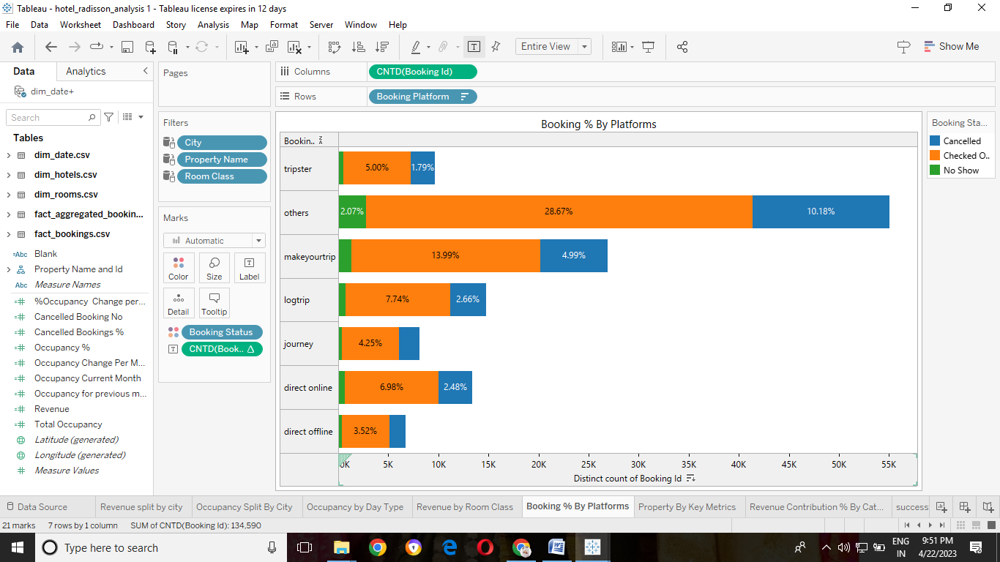 Tableau - hotel_radisson_analysis 1 - Tableau license expires in 12 days
File Data Worksheet Dashboard Story Analysis Map Format Server Window Help
Entire View
Show Me
Data Analytics
dim_date+
Search
Tables
dim_date.csv
dim_hotels.csv
dim_rooms.csv
fact_aggregated_bookin...
fact_bookings.csv
=Abc Blank
Property Name and Id
Abc Measure Names
%Occupancy Change per...
Cancelled Booking No
Cancelled Bookings %
Occupancy %
Occupancy Change Per M...
Occupancy Current Month
Occupancy for previous m...
Revenue
Total Occupancy
Latitude (generated)
Longitude (generated)
Measure Values
Pages
Filters
City
Property Name
Room Class
Marks
Automatic
Color Size Label
Detail Tooltip
Booking Status
CNTD(Book..
Columns CNTD(Booking Id)
Rows Booking Platform
Booking % By Platforms
Bookin..
tripster 5.00% 1.79%
others 2.07% 28.67% 10.18%
makeyourtrip 13.99% 4.99%
logtrip 7.74% 2.66%
journey 4.25%
direct online 6.98% 2.48%
direct offline 3.52%
0K 5K 10K 15K 20K 25K 30K 35K 40K 45K 50K 55K
Distinct count of Booking Id
Booking Sta...
Cancelled
Checked O..
No Show
Data Source Revenue split by city Occupancy Split By City Occupancy by Day Type Revenue by Room Class Booking % By Platforms Property By Key Metrics Revenue Contribution % By Cat... success
21 marks 7 rows by 1 column SUM of CNTD(Booking Id): 134,590
Type here to search
ENG
IN
9:51 PM
4/22/2023